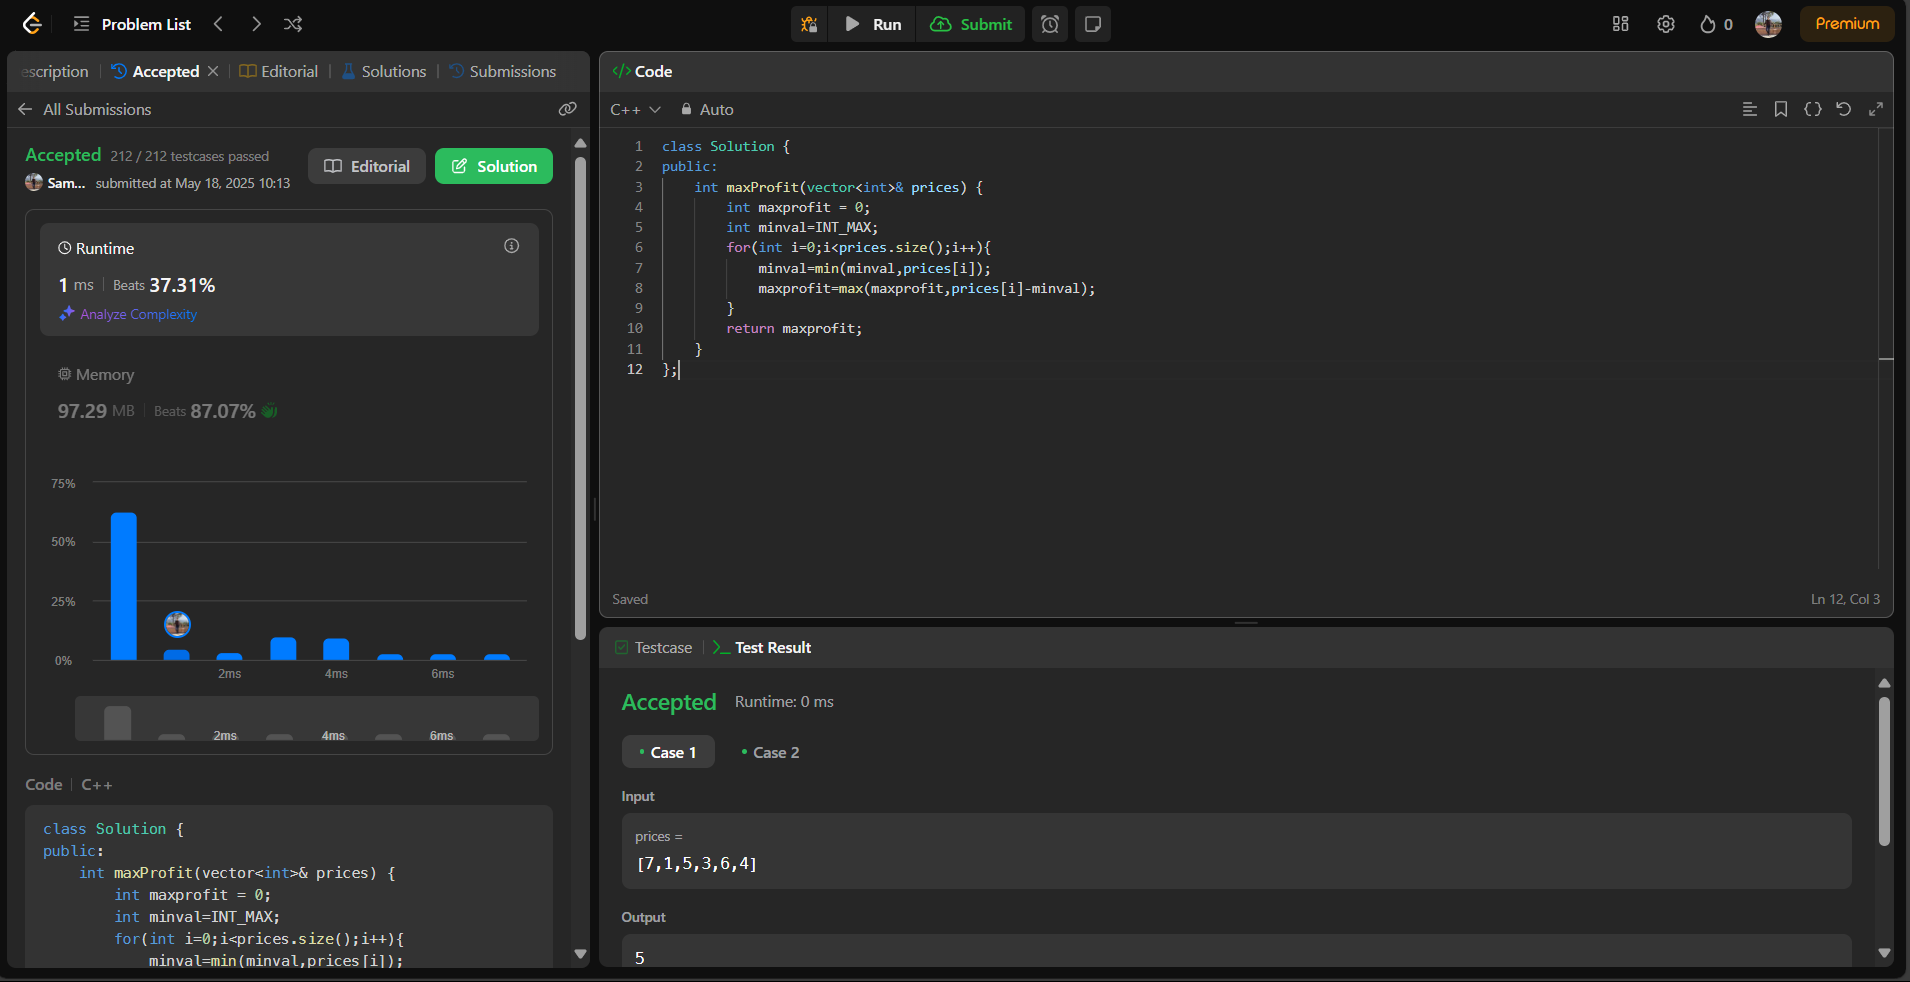 Problem List
Run
Submit
0
Premium
escription
Accepted
Editorial
Solutions
Submissions
All Submissions
Accepted 212 / 212 testcases passed
Sam... submitted at May 18, 2025 10:13
Editorial
Solution
Runtime
1 ms Beats 37.31%
Analyze Complexity
Memory
97.29 MB Beats 87.07%
75%
50%
25%
0%
2ms 4ms 6ms
2ms 4ms 6ms
Code C++
class Solution {
public:
int maxProfit(vector<int>& prices) {
int maxprofit = 0;
int minval=INT_MAX;
for(int i=0;i<prices.size();i++){
minval=min(minval,prices[i]);
Code
C++ Auto
1 class Solution {
2 public:
3 int maxProfit(vector<int>& prices) {
4 int maxprofit = 0;
5 int minval=INT_MAX;
6 for(int i=0;i<prices.size();i++){
7 minval=min(minval,prices[i]);
8 maxprofit=max(maxprofit,prices[i]-minval);
9 }
10 return maxprofit;
11 }
12 };
Saved
Ln 12, Col 3
Testcase
Test Result
Accepted Runtime: 0 ms
Case 1
Case 2
Input
prices =
[7,1,5,3,6,4]
Output
5